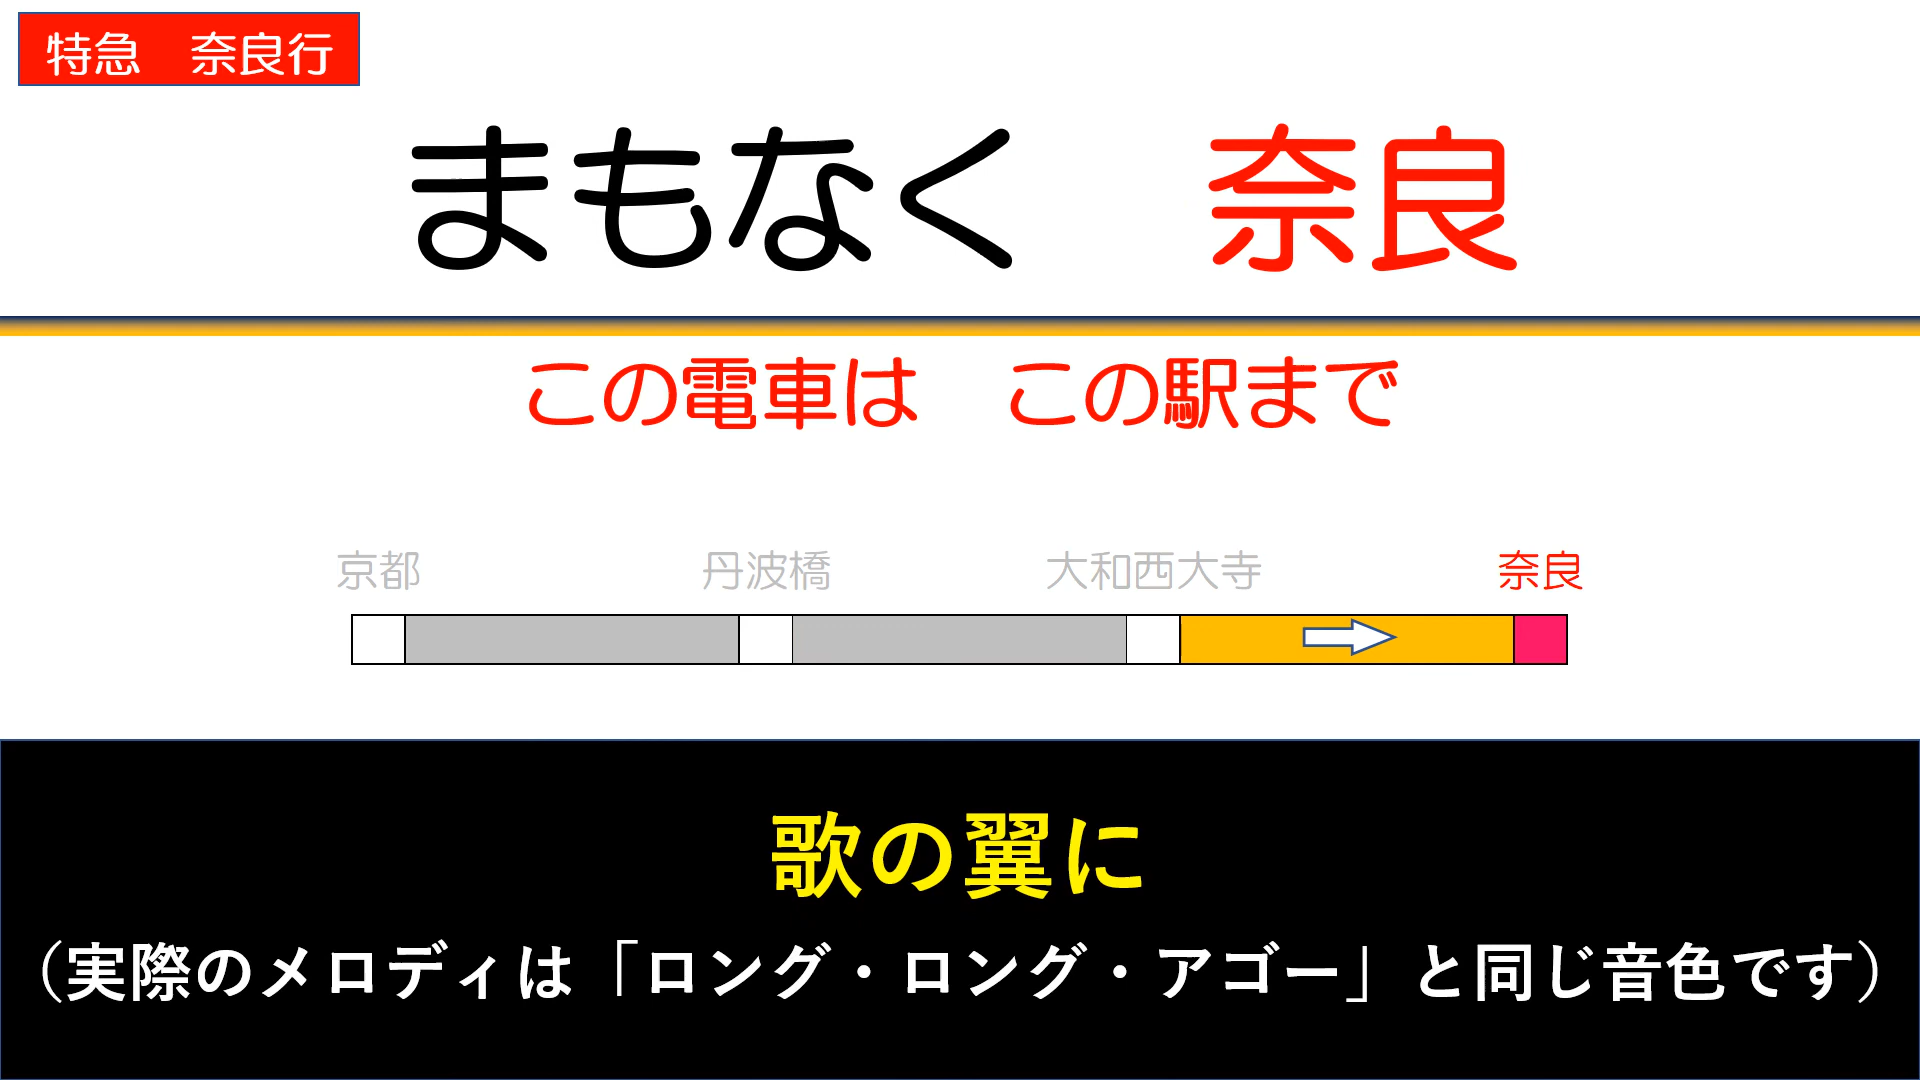 特急　奈良行
まもなく　奈良
この電車は　この駅まで
京都　丹波橋　大和西大寺　奈良
歌の翼に
（実際のメロディは「ロング・ロング・アゴー」と同じ音色です）